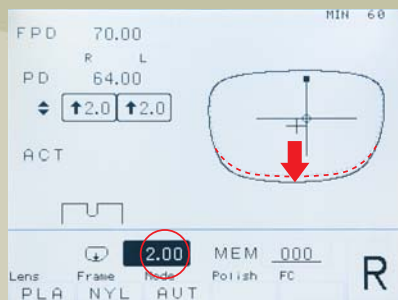 MIN 60
FPD 70.00
R L
PD 64.00
⬆2.0 ⬆2.0
ACT
2.00 MEM 000
Lens Frame Mode Polish FC
PLA NYL AUT
R